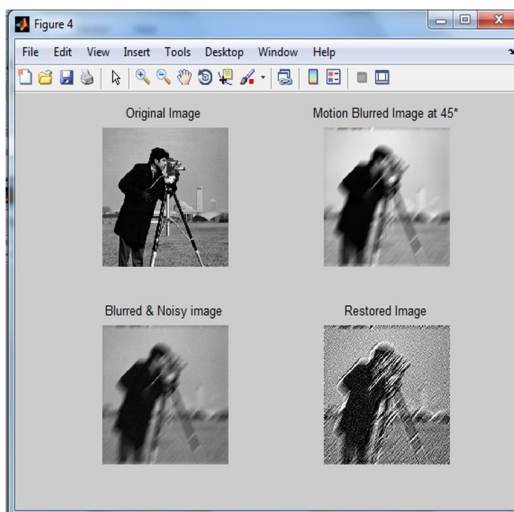 Figure 4
File Edit View Insert Tools Desktop Window Help
Original Image
Motion Blurred Image at 45°
Blurred & Noisy image
Restored Image